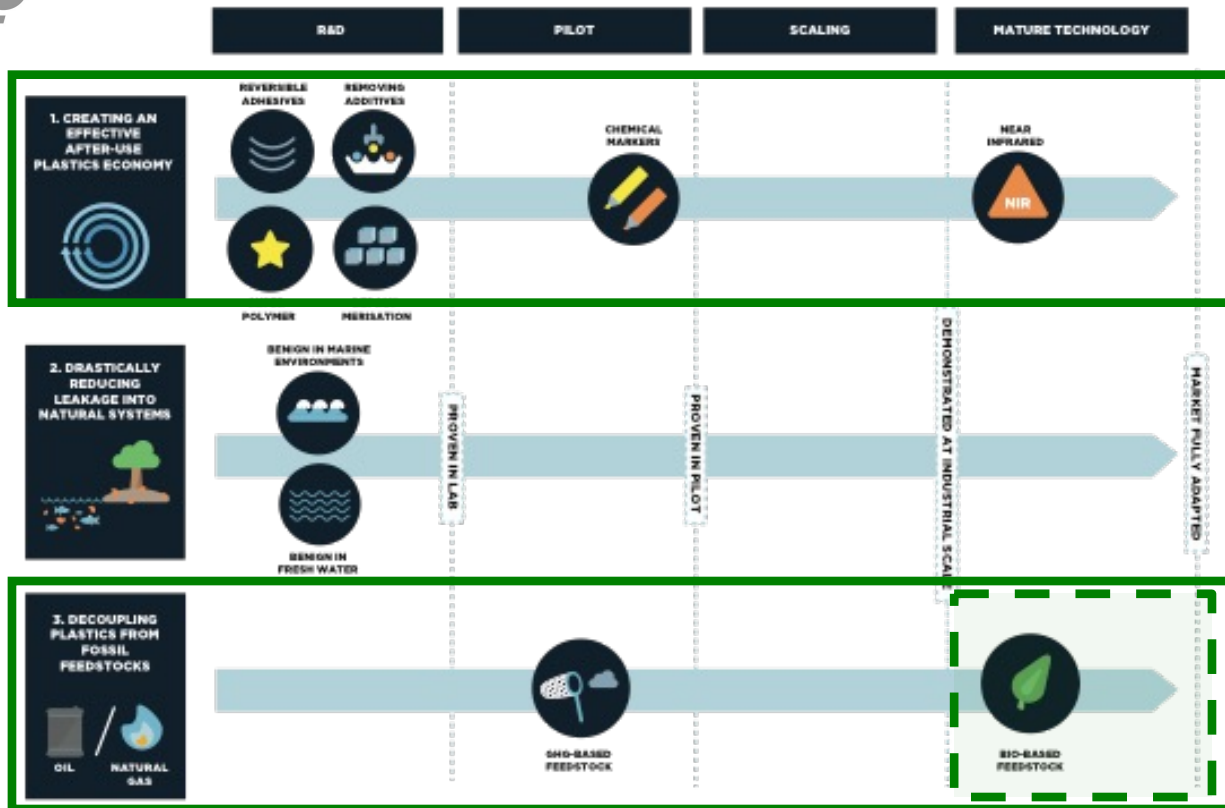 R&D
PILOT
SCALING
MATURE TECHNOLOGY
1. CREATING AN
EFFECTIVE
AFTER-USE
PLASTICS ECONOMY
REVERSIBLE
ADHESIVES
REMOVING
ADDITIVES
CHEMICAL
MARKERS
NEAR
INFRARED
NIR
POLYMER
MERISATION
2. DRASTICALLY
REDUCING
LEAKAGE INTO
NATURAL SYSTEMS
BENIGN IN MARINE
ENVIRONMENTS
BENIGN IN
FRESH WATER
PROVEN IN LAB
PROVEN IN PILOT
DEMONSTRATED AT INDUSTRIAL SCALE
MARKET FULLY ADAPTED
3. DECOUPLING
PLASTICS FROM
FOSSIL
FEEDSTOCKS
OIL
NATURAL
GAS
GHG-BASED
FEEDSTOCK
BIO-BASED
FEEDSTOCK